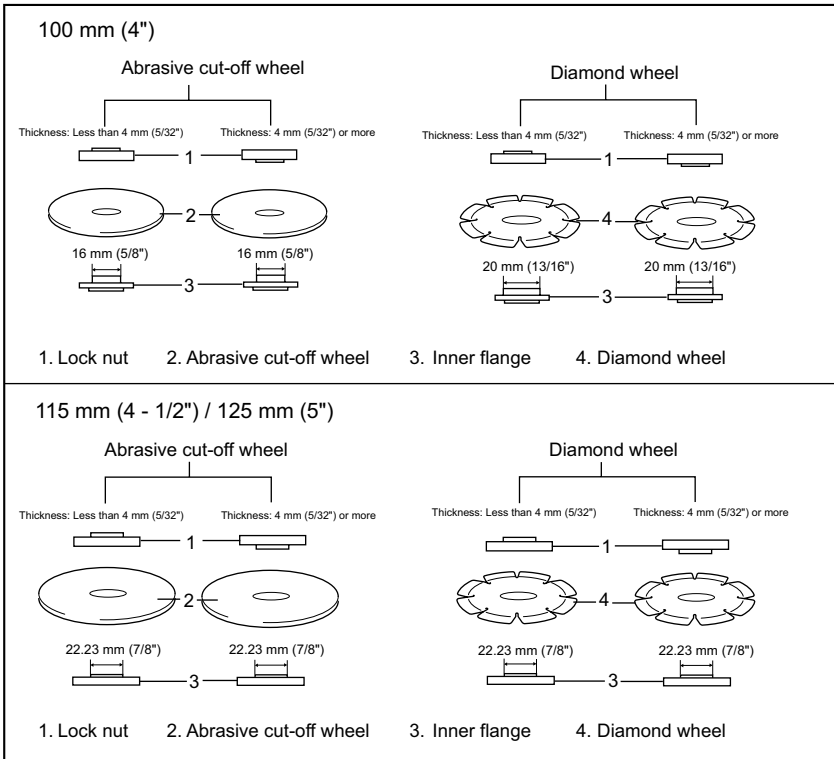 100 mm (4")
Abrasive cut-off wheel
Diamond wheel
Thickness: Less than 4 mm (5/32")
Thickness: 4 mm (5/32") or more
Thickness: Less than 4 mm (5/32")
Thickness: 4 mm (5/32") or more
1
1
2
4
16 mm (5/8")
16 mm (5/8")
20 mm (13/16")
20 mm (13/16")
3
3
1. Lock nut
2. Abrasive cut-off wheel
3. Inner flange
4. Diamond wheel
115 mm (4 - 1/2") / 125 mm (5")
Abrasive cut-off wheel
Diamond wheel
Thickness: Less than 4 mm (5/32")
Thickness: 4 mm (5/32") or more
Thickness: Less than 4 mm (5/32")
Thickness: 4 mm (5/32") or more
1
1
2
4
22.23 mm (7/8")
22.23 mm (7/8")
22.23 mm (7/8")
22.23 mm (7/8")
3
3
1. Lock nut
2. Abrasive cut-off wheel
3. Inner flange
4. Diamond wheel